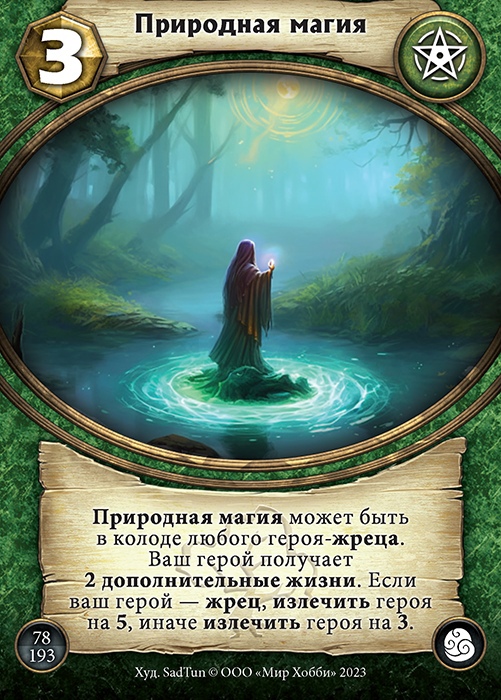 Природная магия
3
Природная магия может быть
в колоде любого героя-жреца.
Ваш герой получает
2 дополнительные жизни. Если
ваш герой — жрец, излечить героя
на 5, иначе излечить героя на 3.
78
193
Худ. SadTun © ООО «Мир Хобби» 2023